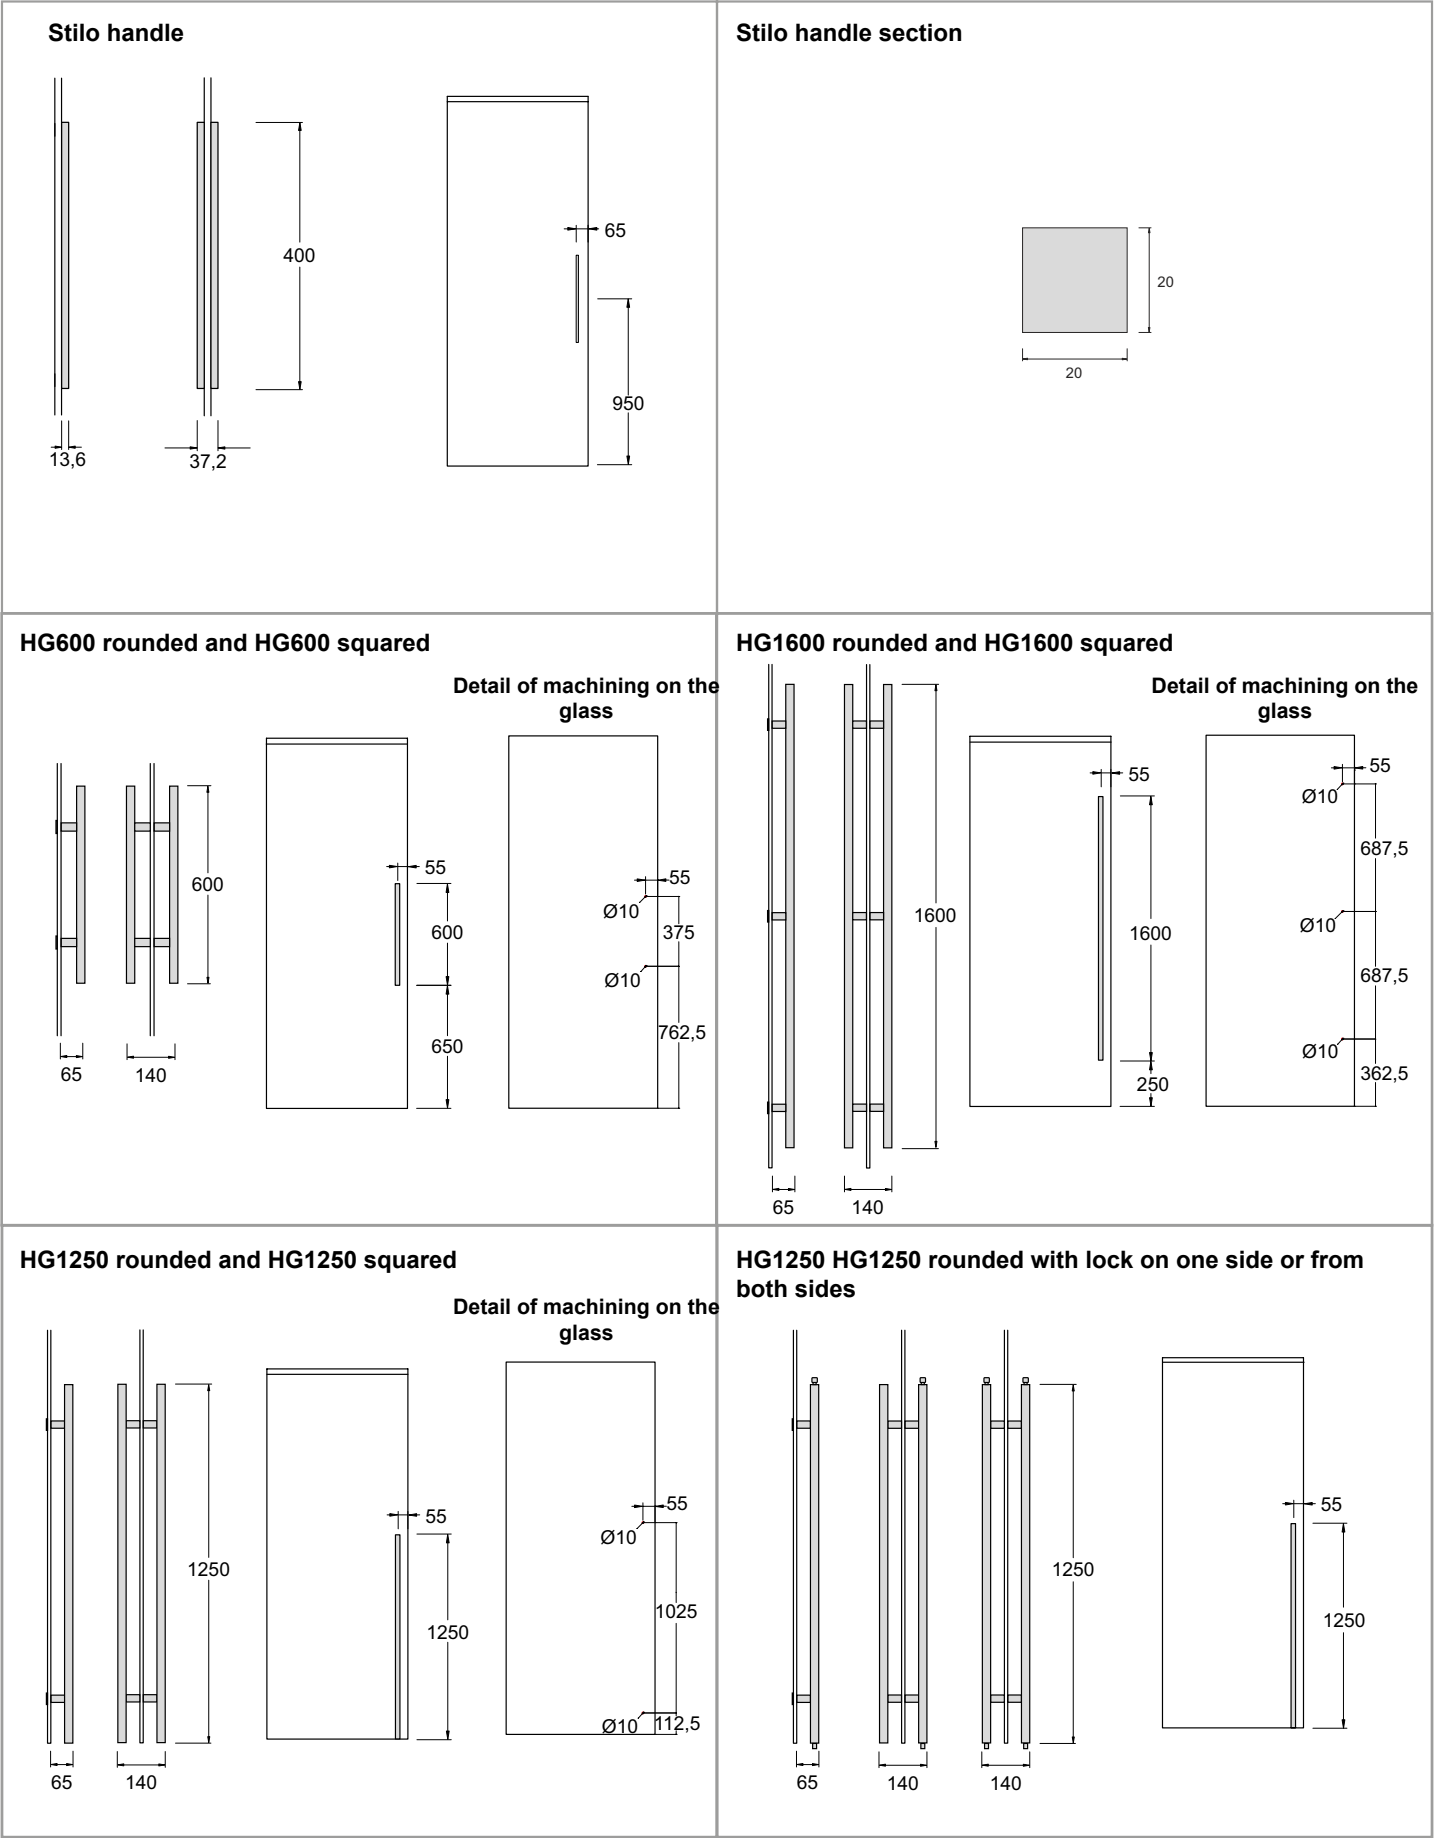 Stilo handle
400
65
950
13,6
37,2
Stilo handle section
20
20
HG600 rounded and HG600 squared
Detail of machining on the
glass
600
55
600
650
55
Ø10
375
Ø10
762,5
65
140
HG1600 rounded and HG1600 squared
Detail of machining on the
glass
1600
55
1600
250
55
Ø10
687,5
Ø10
687,5
Ø10
362,5
65
140
HG1250 rounded and HG1250 squared
Detail of machining on the
glass
1250
55
1250
55
Ø10
1025
Ø10
112,5
65
140
HG1250 HG1250 rounded with lock on one side or from
both sides
1250
55
1250
65
140
140